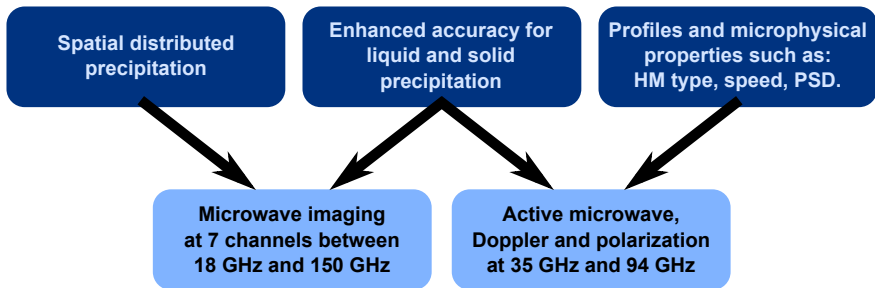 Spatial distributed
precipitation
Enhanced accuracy for
liquid and solid
precipitation
Profiles and microphysical
properties such as:
HM type, speed, PSD.
Microwave imaging
at 7 channels between
18 GHz and 150 GHz
Active microwave,
Doppler and polarization
at 35 GHz and 94 GHz